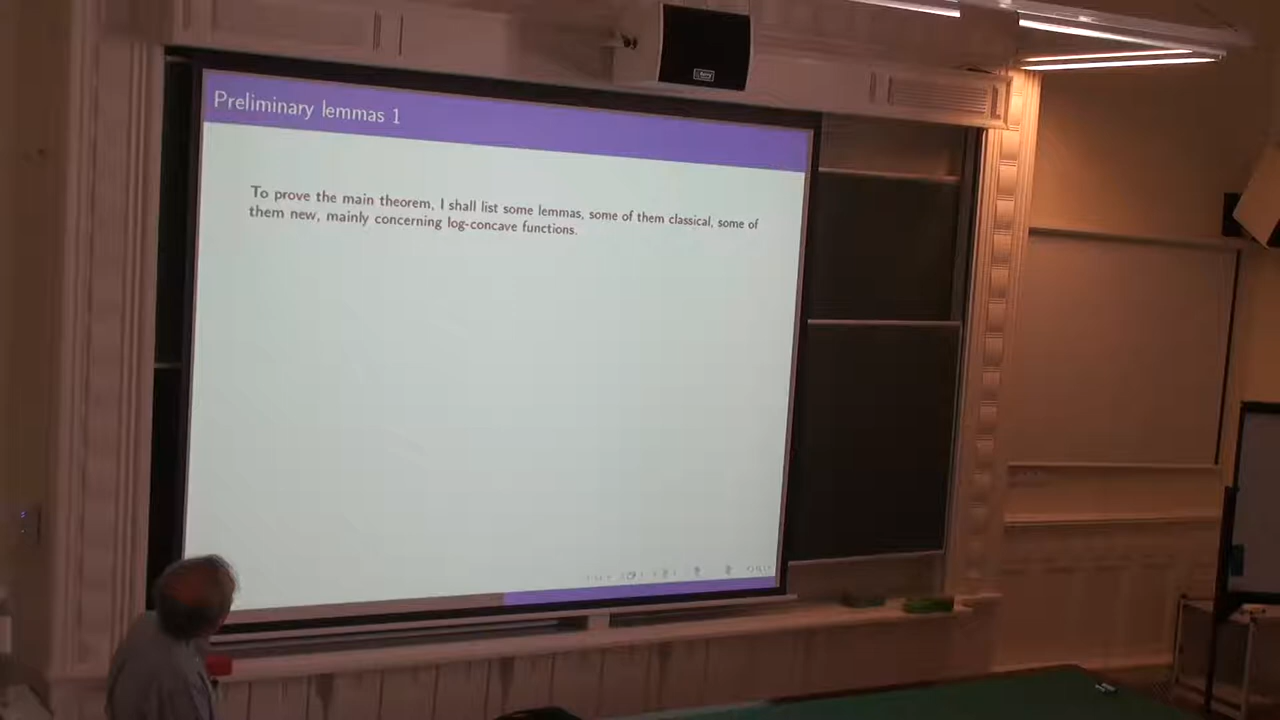 Preliminary lemmas 1
To prove the main theorem, I shall list some lemmas, some of them classical, some of
them new, mainly concerning log-concave functions.